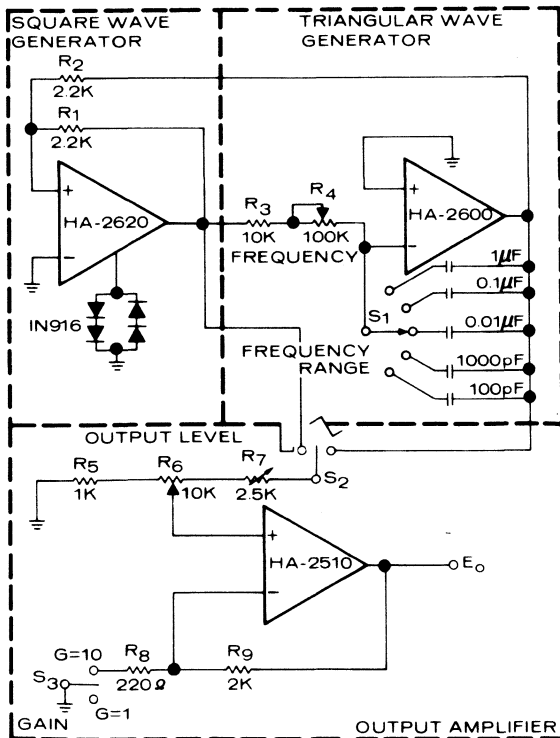 SQUARE WAVE
GENERATOR
TRIANGULAR WAVE
GENERATOR
R2
2.2K
R1
2.2K
+
HA-2620
−
IN916
R3
10K
R4
100K
FREQUENCY
+
HA-2600
−
1µF
0.1µF
S1
0.01µF
FREQUENCY
RANGE
1000pF
100pF
OUTPUT LEVEL
R5
1K
R6
10K
R7
2.5K
S2
+
HA-2510
−
Eo
G=10
R8
220Ω
R9
2K
S3
G=1
GAIN
OUTPUT AMPLIFIER